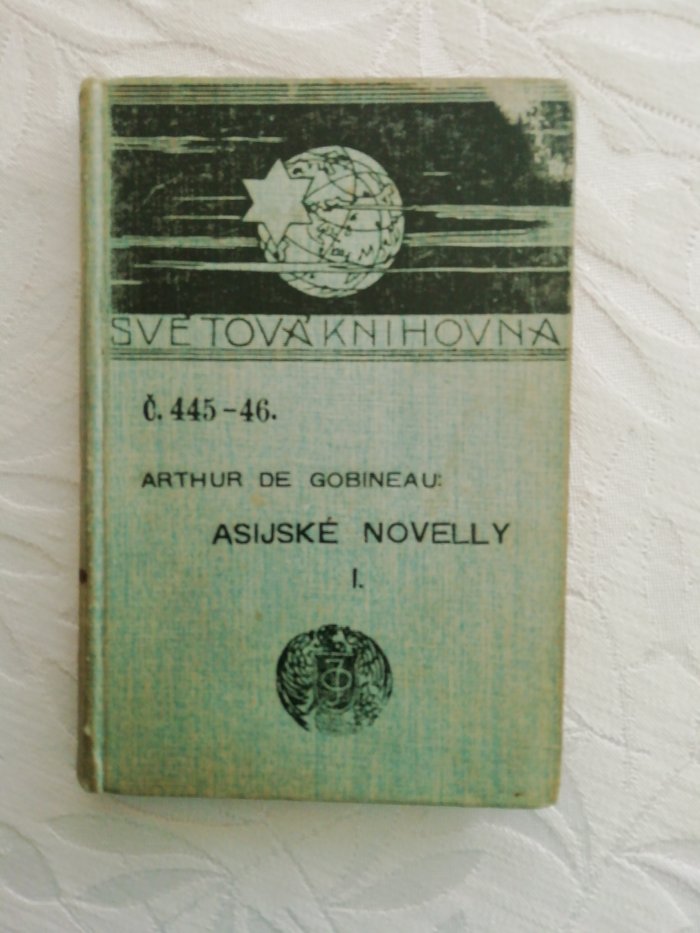 SVĚTOVÁ KNIHOVNA
Č. 445-46.
ARTHUR DE GOBINEAU:
ASIJSKÉ NOVELLY
I.